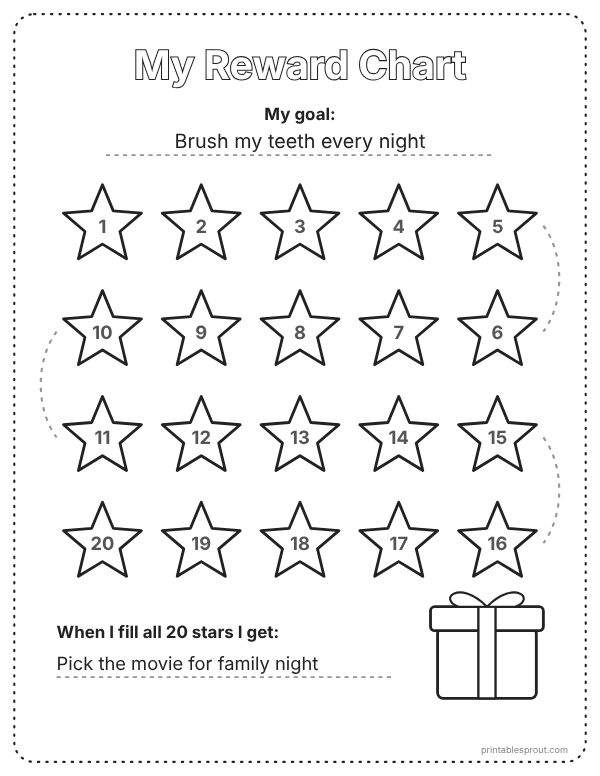 My Reward Chart
My goal:
Brush my teeth every night
1 2 3 4 5
10 9 8 7 6
11 12 13 14 15
20 19 18 17 16
When I fill all 20 stars I get:
Pick the movie for family night
printablesprout.com